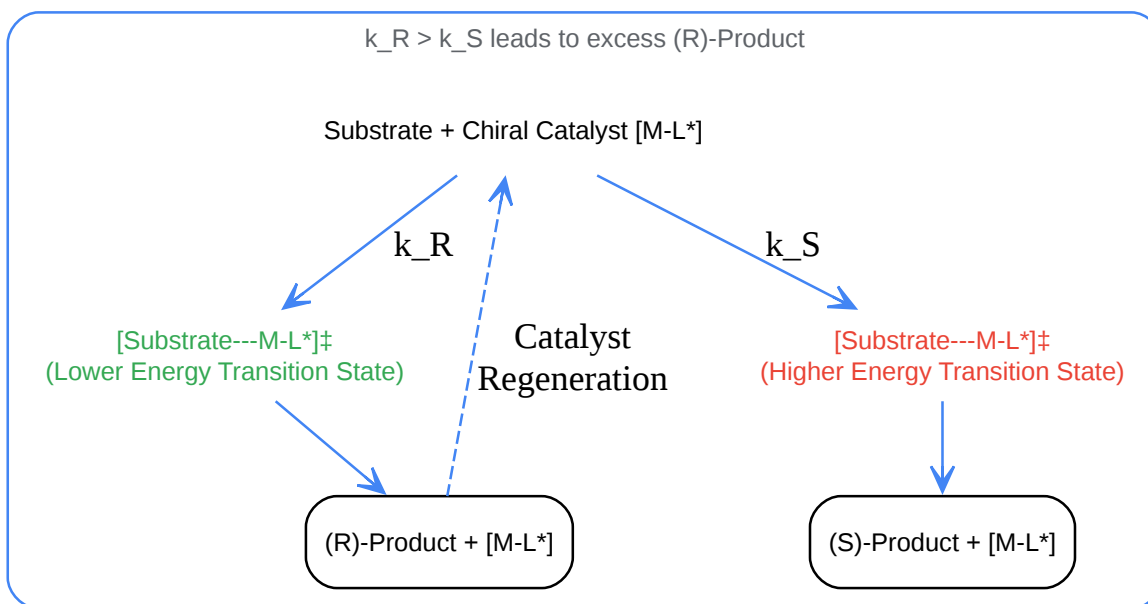 k_R > k_S leads to excess (R)-Product
Substrate + Chiral Catalyst [M-L*]
k_R
k_S
[Substrate---M-L*]‡
(Lower Energy Transition State)
Catalyst
Regeneration
[Substrate---M-L*]‡
(Higher Energy Transition State)
(R)-Product + [M-L*]
(S)-Product + [M-L*]